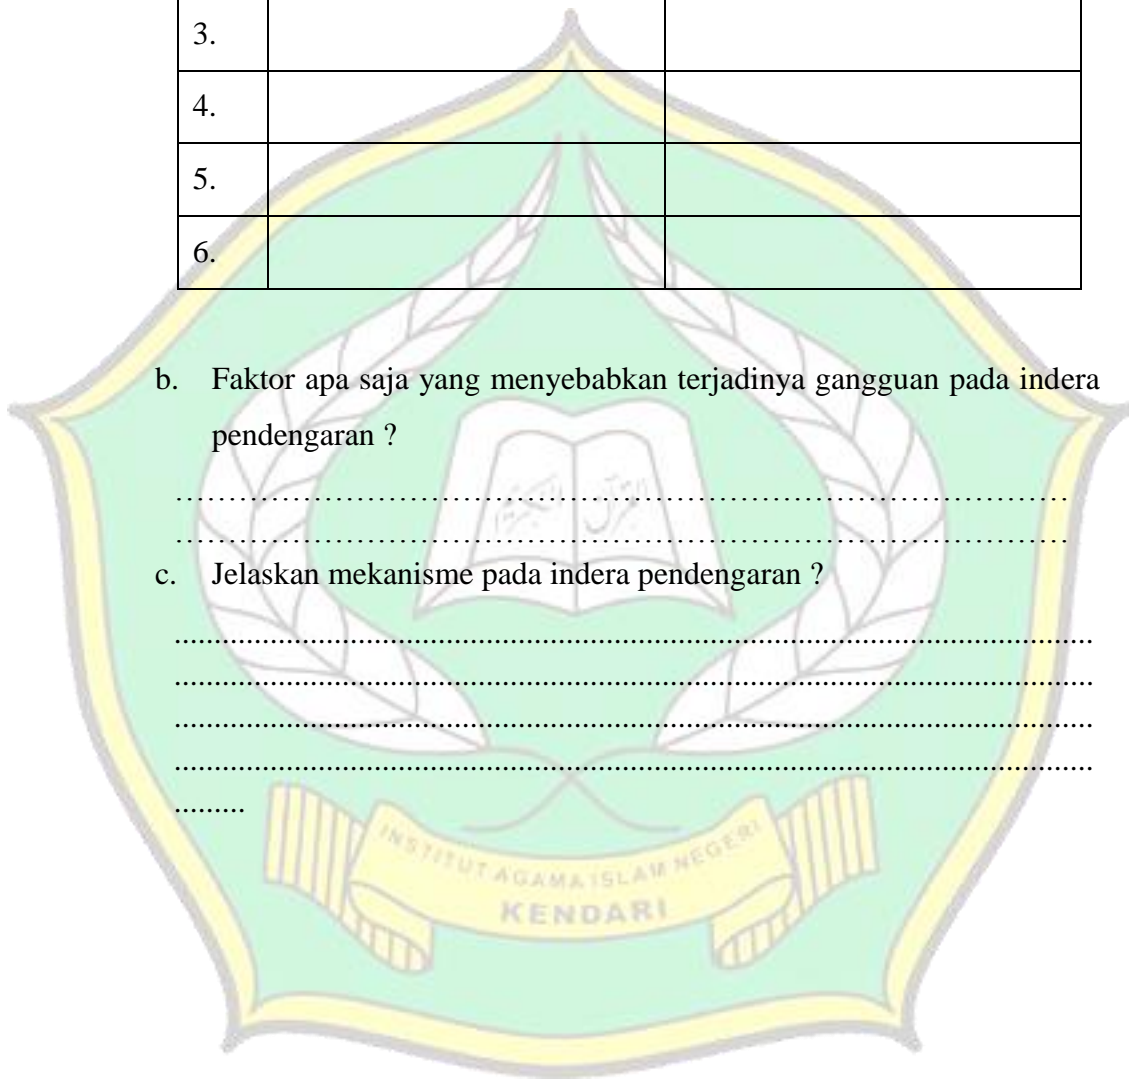 3.
4.
5.
6.
b. Faktor apa saja yang menyebabkan terjadinya gangguan pada indera
pendengaran ?
……………………………………………………………………………
……………………………………………………………………………
c. Jelaskan mekanisme pada indera pendengaran ?
...................................................................................................................
...................................................................................................................
...................................................................................................................
...................................................................................................................
.........
INSTITUT AGAMA ISLAM NEGERI
KENDARI